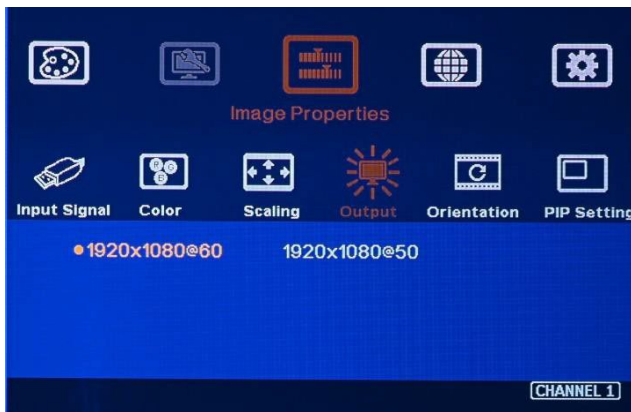 Image Properties
Input Signal Color Scaling Output Orientation PIP Setting
R G B
1920x1080@60 1920x1080@50
CHANNEL 1